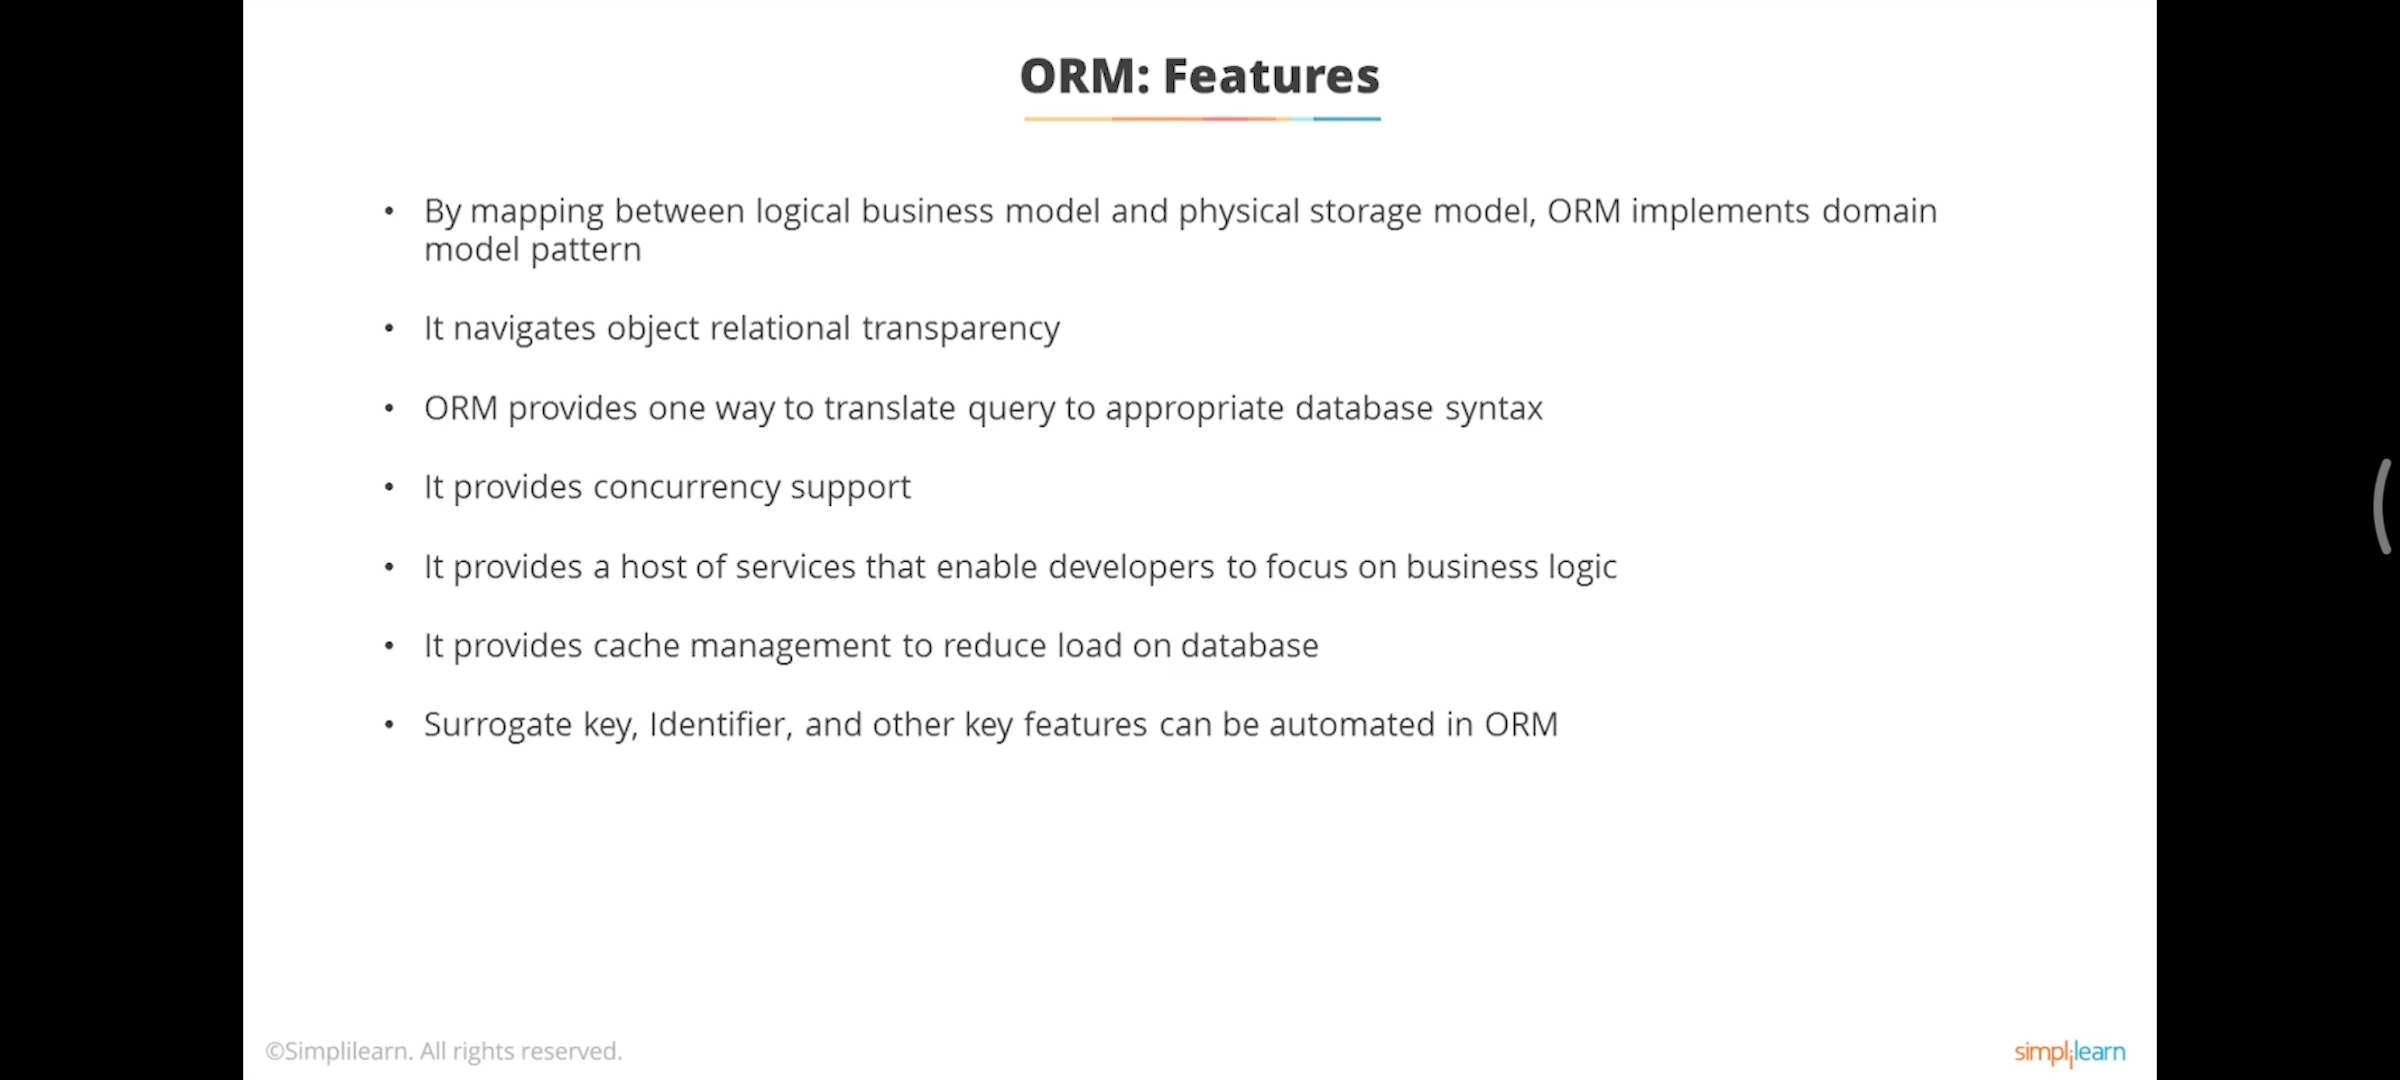 ORM: Features
• By mapping between logical business model and physical storage model, ORM implements domain
model pattern
• It navigates object relational transparency
• ORM provides one way to translate query to appropriate database syntax
• It provides concurrency support
• It provides a host of services that enable developers to focus on business logic
• It provides cache management to reduce load on database
• Surrogate key, Identifier, and other key features can be automated in ORM
©Simplilearn. All rights reserved.
simplilearn